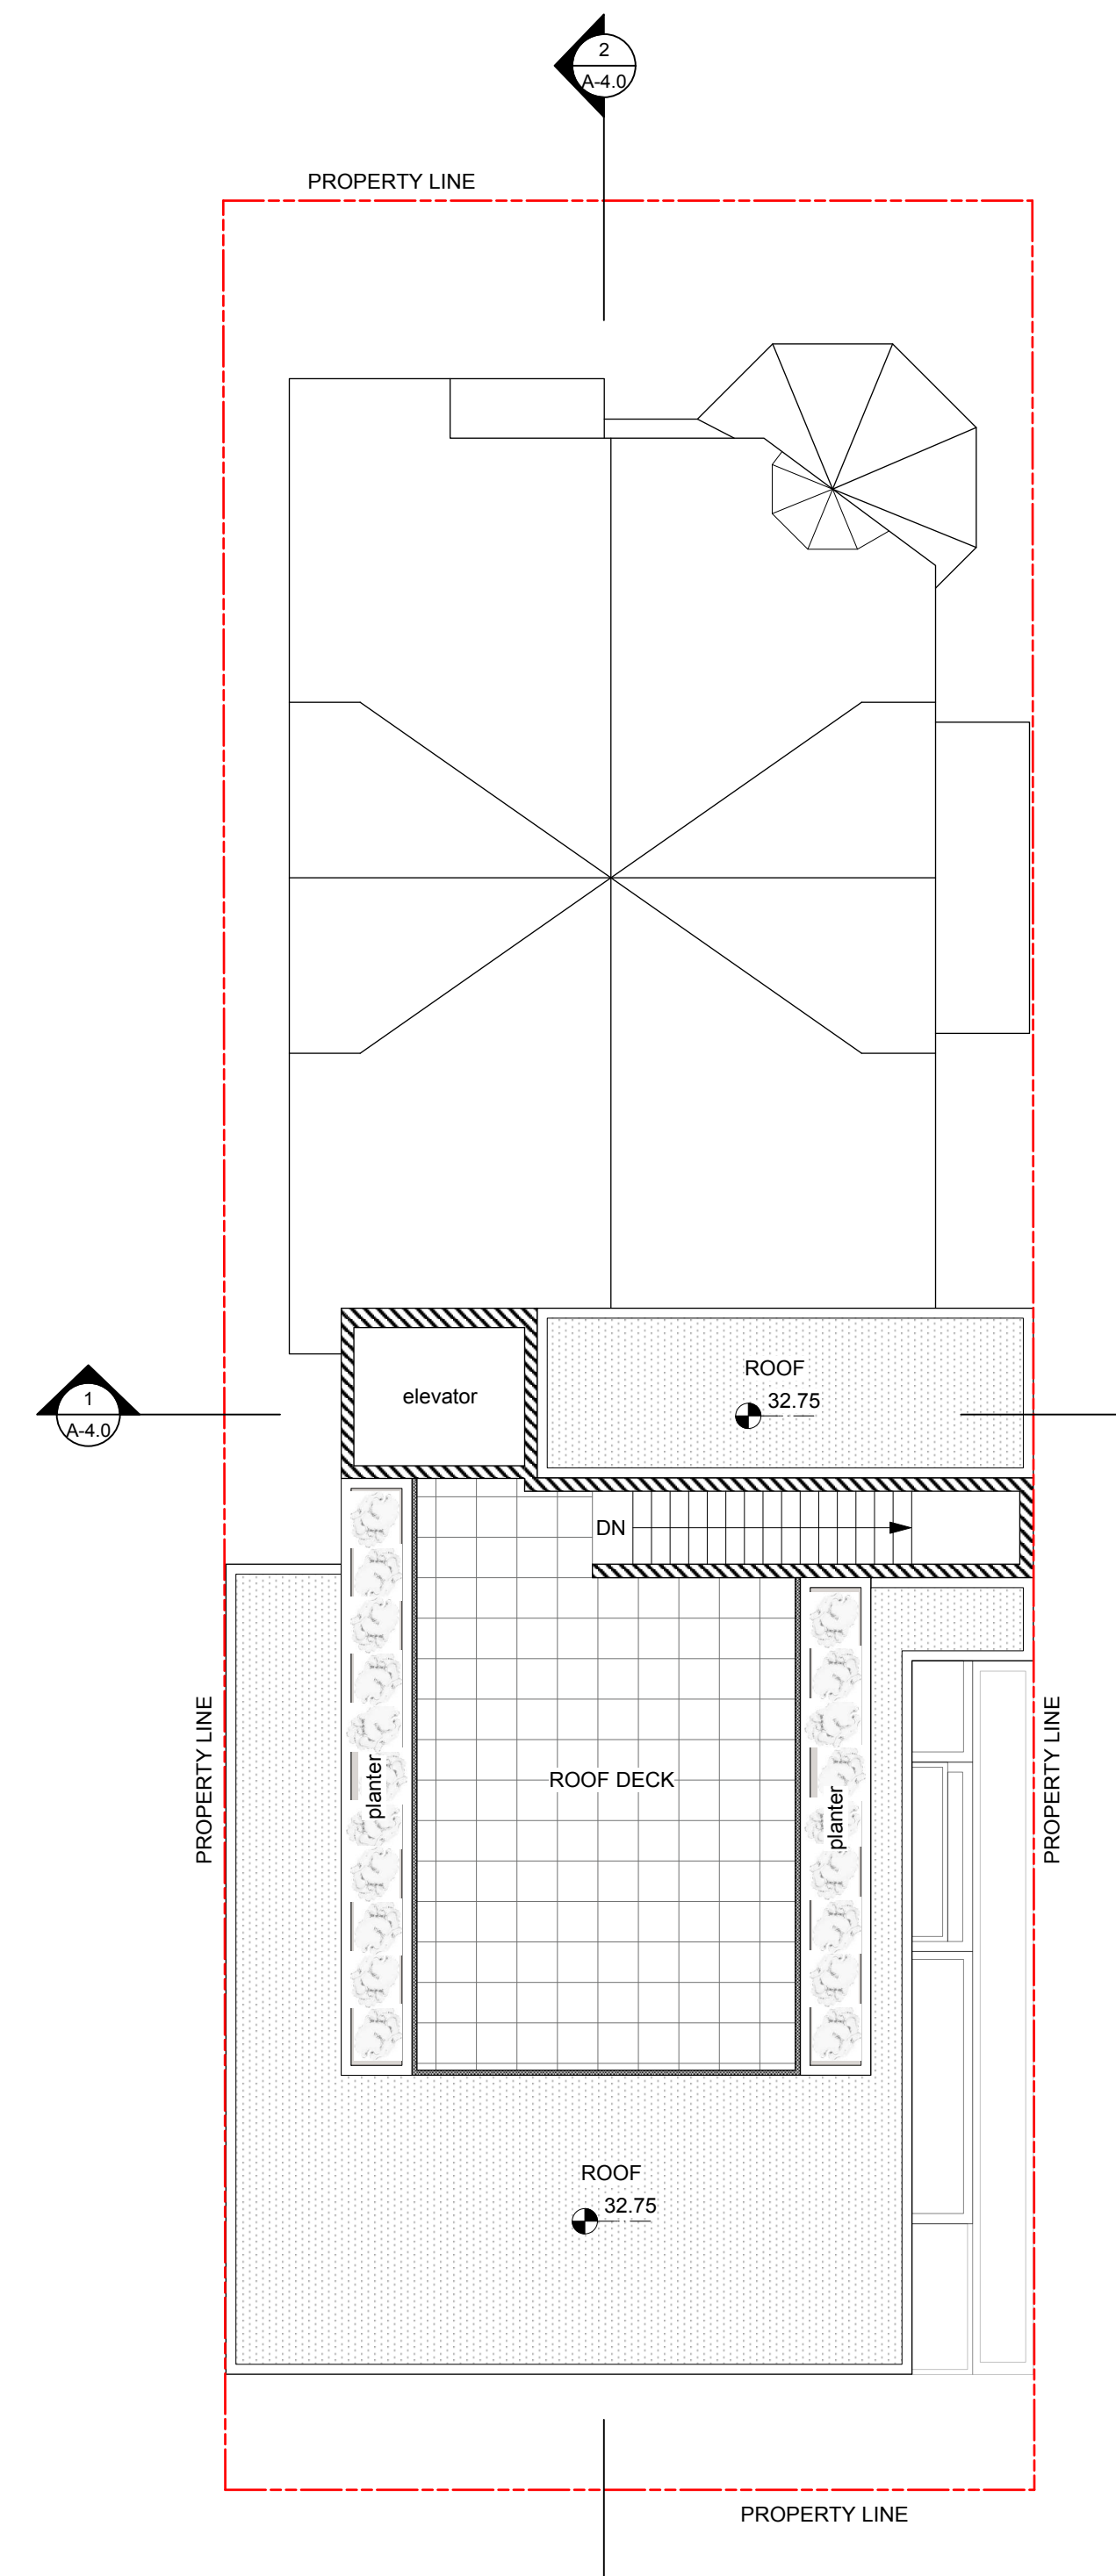 2
A-4.0
PROPERTY LINE
ROOF
32.75
elevator
1
A-4.0
DN
PROPERTY LINE
planter
ROOF DECK
planter
PROPERTY LINE
ROOF
32.75
PROPERTY LINE